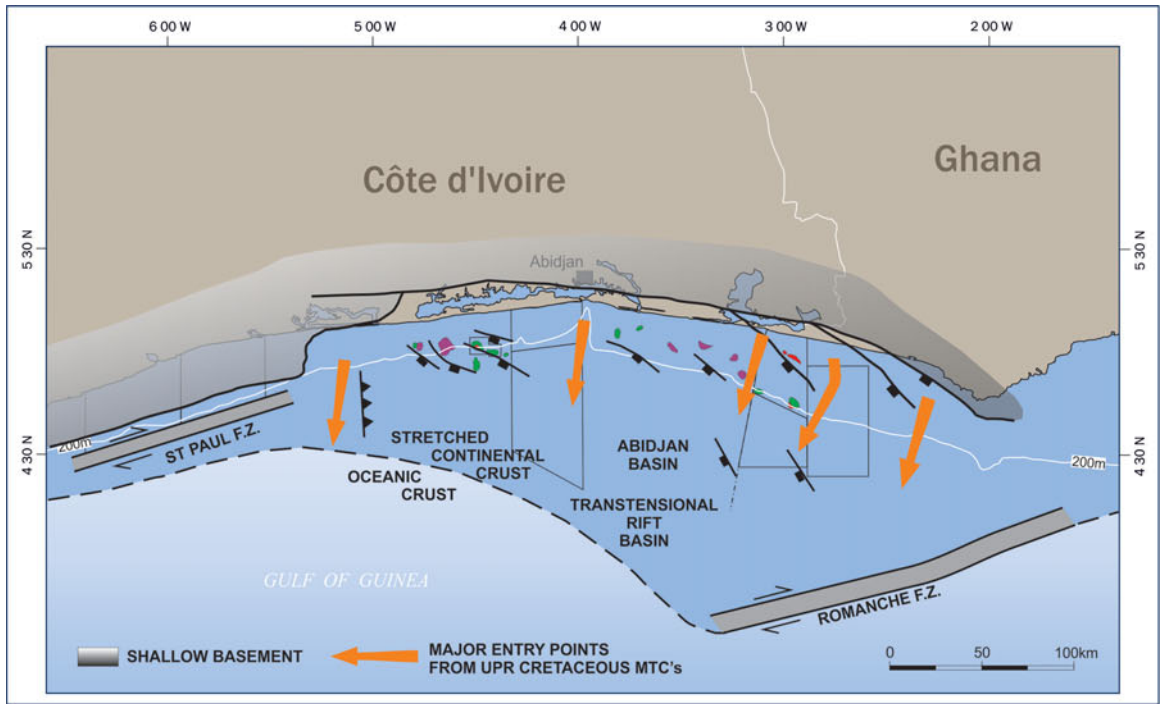 6 00 W
5 00 W
4 00 W
3 00 W
2 00 W
Côte d'Ivoire
Ghana
5 30 N
5 30 N
Abidjan
200m
ST PAUL F.Z.
4 30 N
4 30 N
STRETCHED
CONTINENTAL
CRUST
OCEANIC
CRUST
ABIDJAN
BASIN
200m
TRANSTENSIONAL
RIFT
BASIN
GULF OF GUINEA
ROMANCHE F.Z.
SHALLOW BASEMENT
MAJOR ENTRY POINTS
FROM UPR CRETACEOUS MTC's
0 50 100km